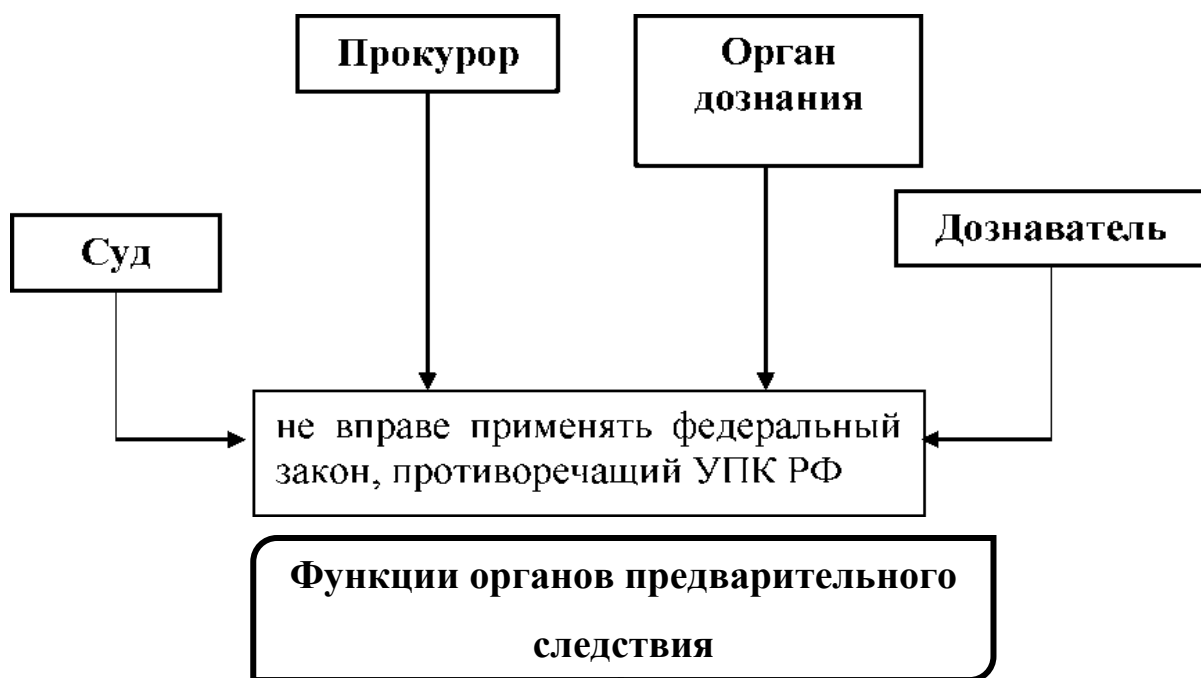 Прокурор
Орган
дознания
Суд
Дознаватель
не вправе применять федеральный
закон, противоречащий УПК РФ
Функции органов предварительного
следствия